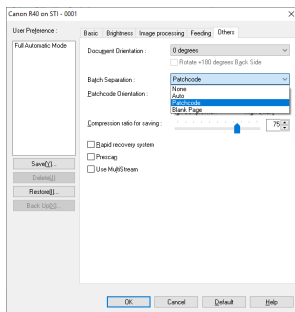 Canon R40 on STI - 0001
User Preference :
Full Automatic Mode
Save(Y)...
Delete(J)
Restore(I)...
Back Up(X)...
Basic Brightness Image processing Feeding Others
Document Orientation :
0 degrees
Rotate +180 degrees Back Side
Batch Separation :
Patchcode
None
Auto
Patchcode
Blank Page
Patchcode Orientation :
Compression ratio for saving :
75
Rapid recovery system
Prescan
Use MultiStream
OK Cancel Default Help